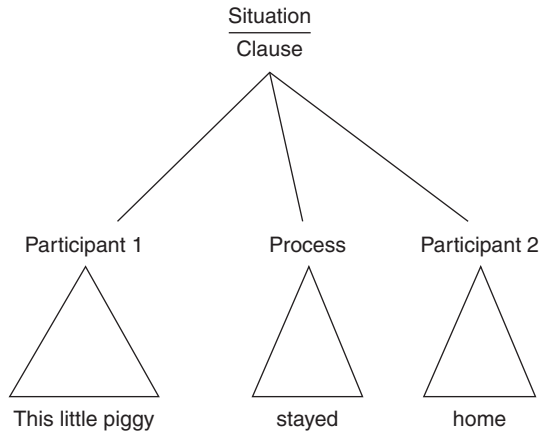 Situation
Clause
Participant 1 Process Participant 2
This little piggy stayed home